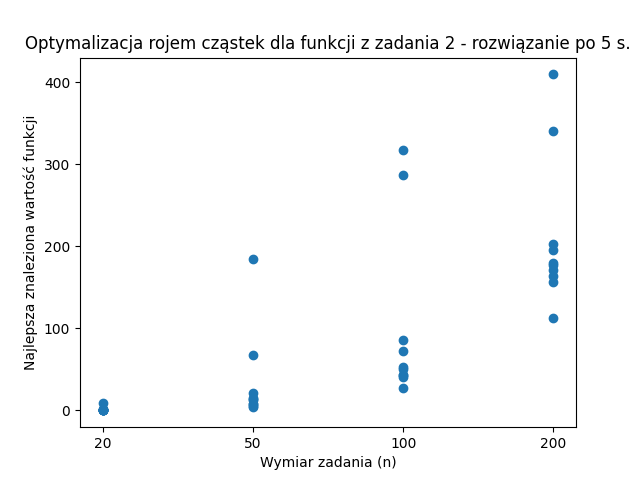 Optymalizacja rojem cząstek dla funkcji z zadania 2 - rozwiązanie po 5 s.
400
300
200
100
0
Najlepsza znaleziona wartość funkcji
20 50 100 200
Wymiar zadania (n)